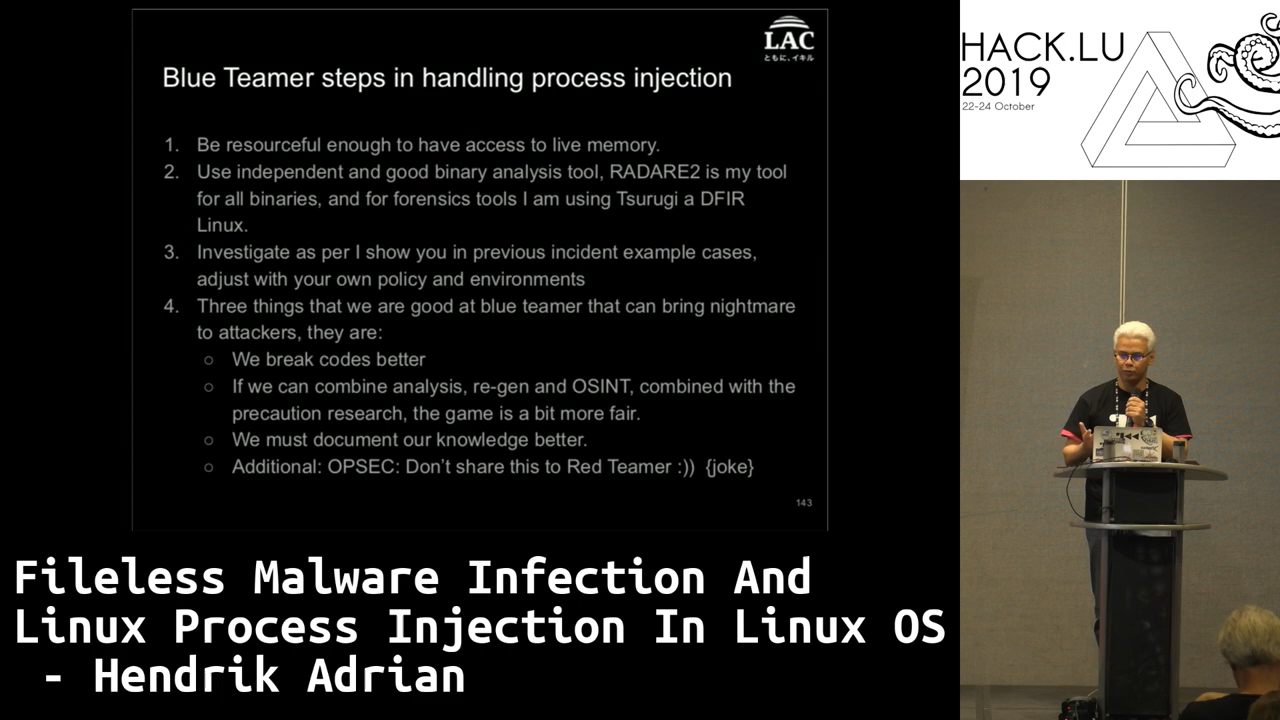 LAC
ともに、イキル
Blue Teamer steps in handling process injection
1. Be resourceful enough to have access to live memory.
2. Use independent and good binary analysis tool, RADARE2 is my tool
for all binaries, and for forensics tools I am using Tsurugi a DFIR
Linux.
3. Investigate as per I show you in previous incident example cases,
adjust with your own policy and environments
4. Three things that we are good at blue teamer that can bring nightmare
to attackers, they are:
○ We break codes better
○ If we can combine analysis, re-gen and OSINT, combined with the
precaution research, the game is a bit more fair.
○ We must document our knowledge better.
○ Additional: OPSEC: Don't share this to Red Teamer :)) {joke}
143
HACK.LU
2019
22-24 October
Fileless Malware Infection And
Linux Process Injection In Linux OS
- Hendrik Adrian